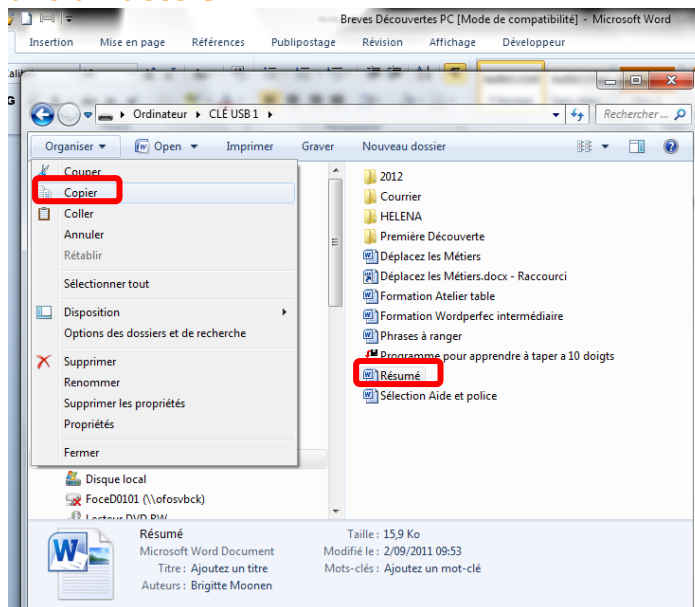 Breves Découvertes PC [Mode de compatibilité] - Microsoft Word
Insertion Mise en page Références Publipostage Révision Affichage Développeur
Ordinateur CLÉ USB 1 Rechercher ...
Organiser Open Imprimer Graver Nouveau dossier
Couper
Copier
Coller
Annuler
Rétablir
Sélectionner tout
Disposition
Options des dossiers et de recherche
Supprimer
Renommer
Supprimer les propriétés
Propriétés
Fermer
Disque local
FoceD0101 (\\ofosvbck)
Lecteur DVD RW
2012
Courrier
HELENA
Première Découverte
Déplacez les Métiers
Déplacez les Métiers.docx - Raccourci
Formation Atelier table
Formation Wordperfec intermédiaire
Phrases à ranger
Programme pour apprendre à taper a 10 doigts
Résumé
Sélection Aide et police
Résumé Taille : 15,9 Ko
Microsoft Word Document Modifié le : 2/09/2011 09:53
Titre : Ajoutez un titre Mots-clés : Ajoutez un mot-clé
Auteurs : Brigitte Moonen